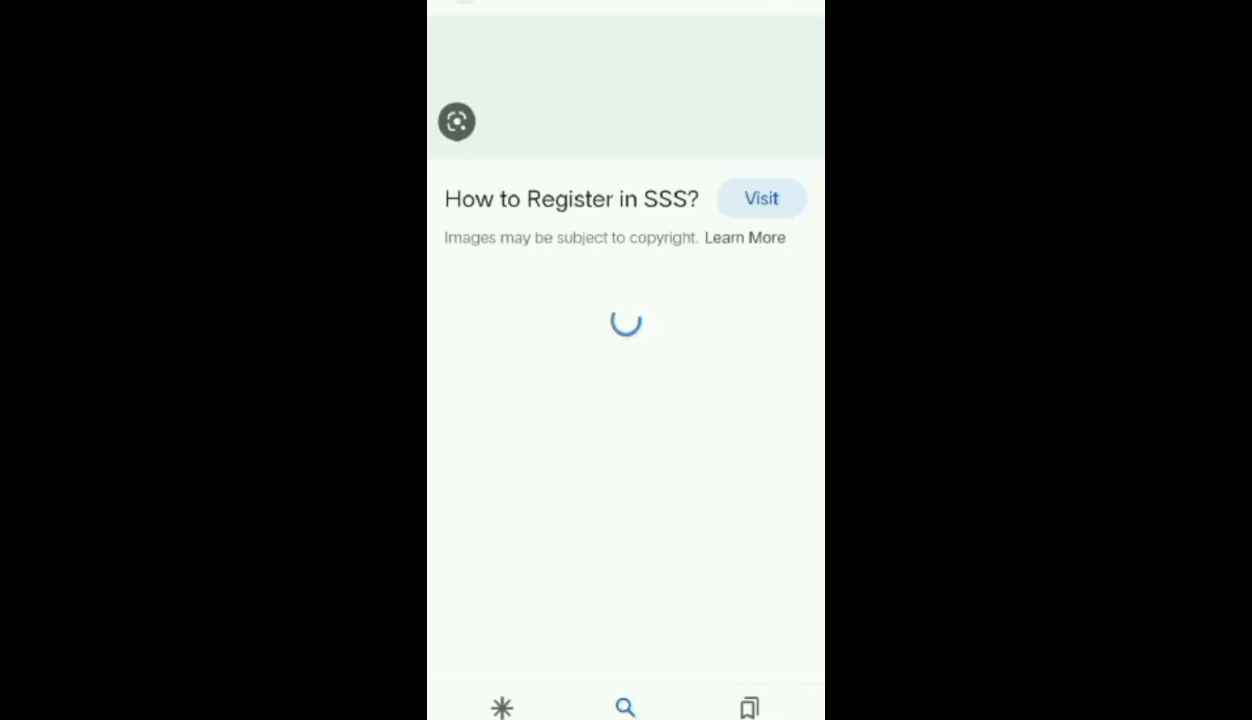 How to Register in SSS?
Visit
Images may be subject to copyright. Learn More